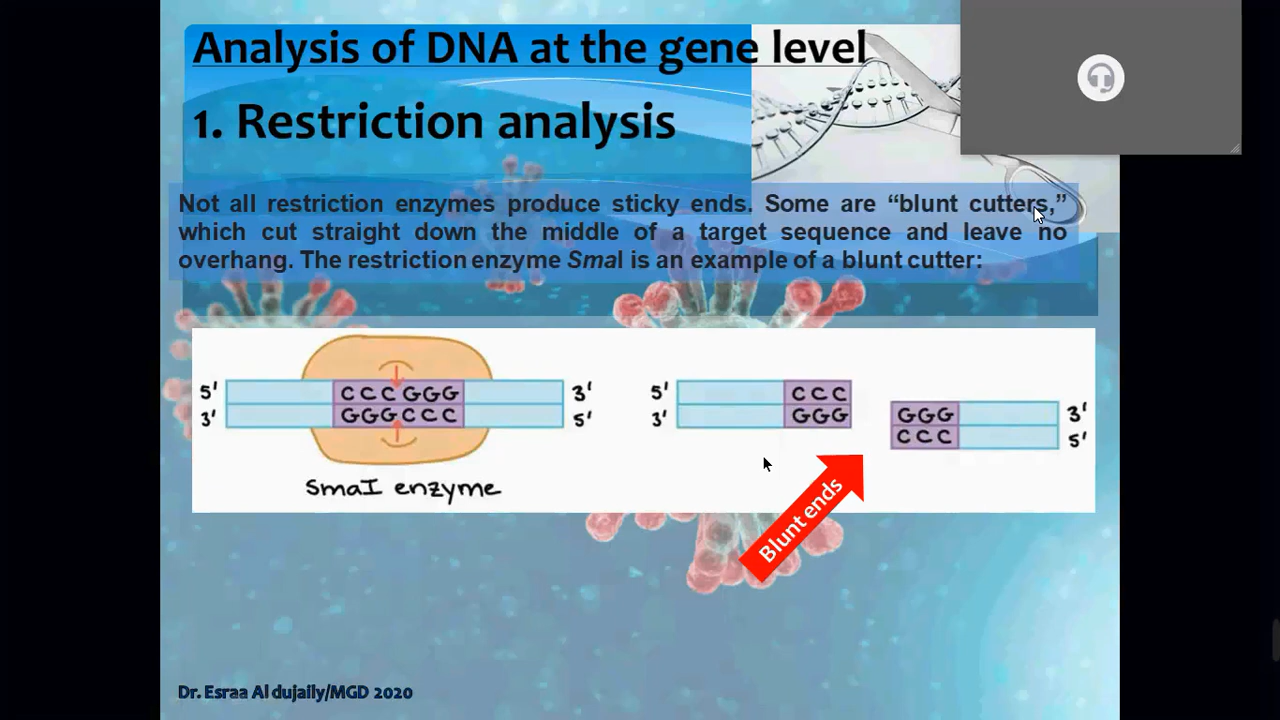 Analysis of DNA at the gene level
1. Restriction analysis
Not all restriction enzymes produce sticky ends. Some are “blunt cutters,”
which cut straight down the middle of a target sequence and leave no
overhang. The restriction enzyme SmaI is an example of a blunt cutter:
5' CCCGGG 3'
3' GGGCCC 5'
SmaI enzyme
5' CCC
3' GGG
GGG 3'
CCC 5'
Blunt ends
Dr. Esraa Al dujaily/MGD 2020